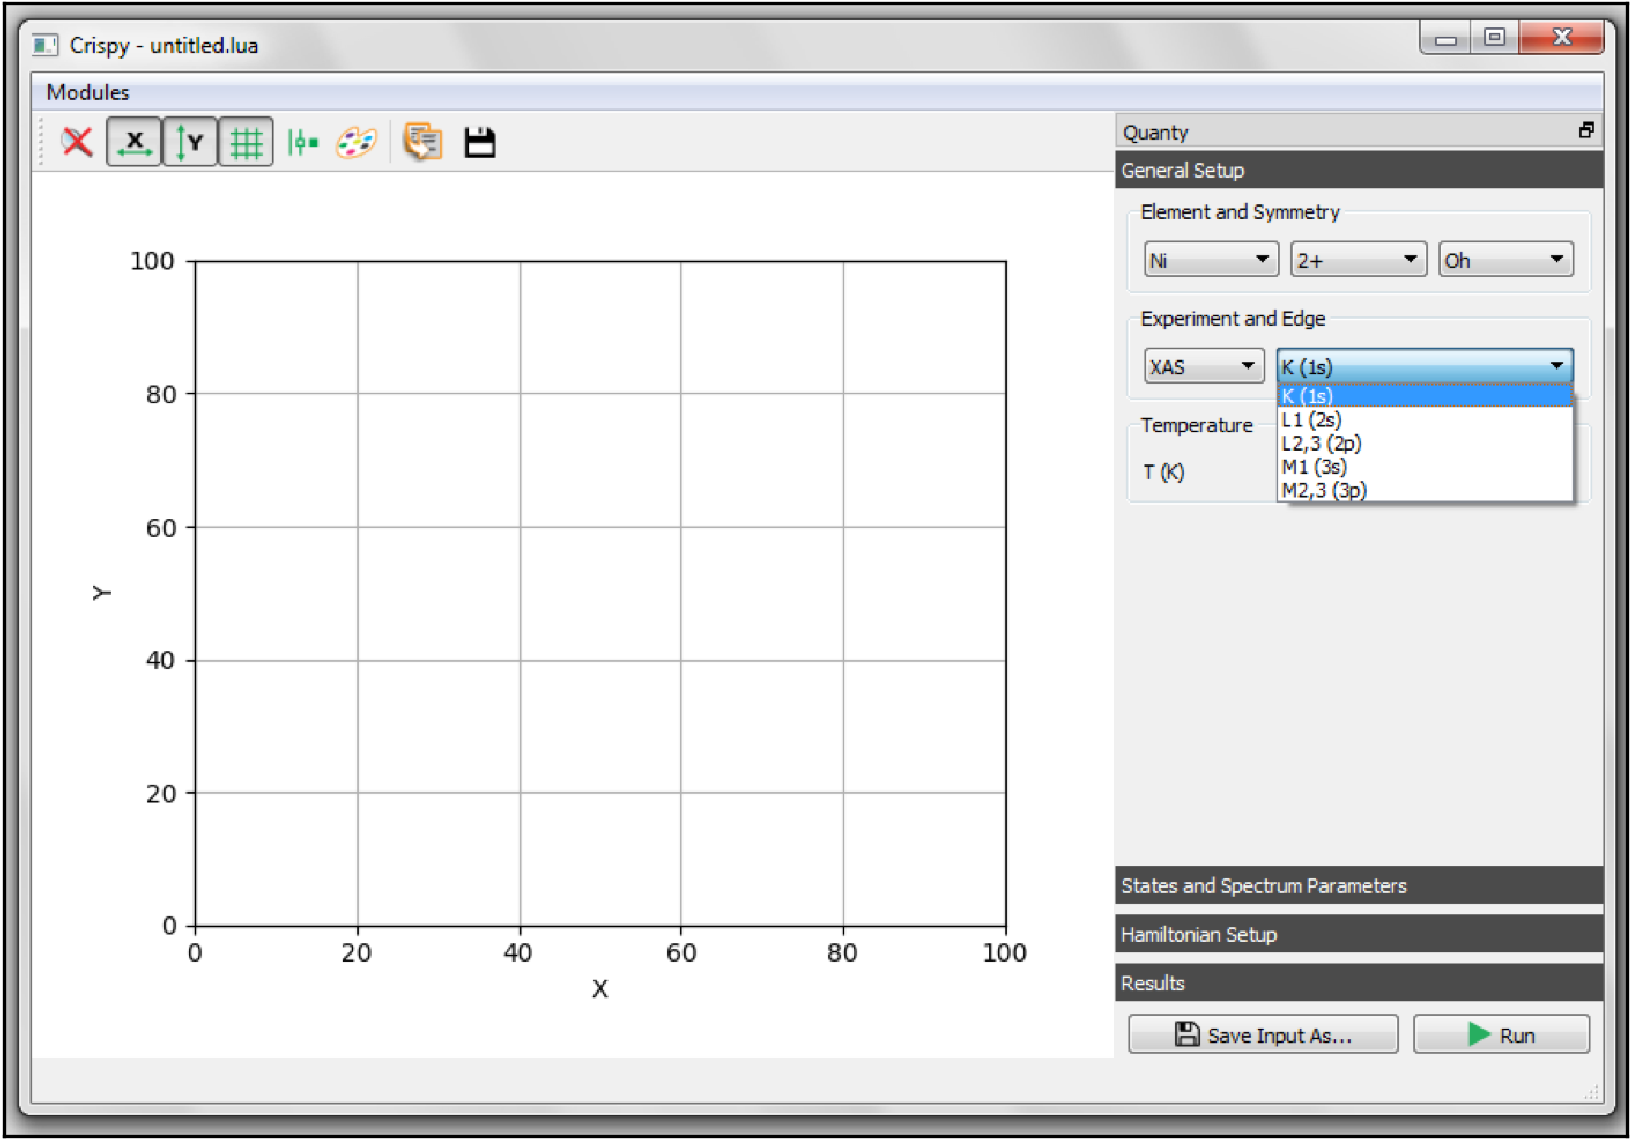 Crispy - untitled.lua
Modules
X
Y
Quanty
General Setup
Element and Symmetry
Ni
2+
Oh
Experiment and Edge
XAS
K (1s)
K (1s)
L1 (2s)
L2,3 (2p)
M1 (3s)
M2,3 (3p)
Temperature
T (K)
100
80
60
40
20
0
Y
0
20
40
60
80
100
X
States and Spectrum Parameters
Hamiltonian Setup
Results
Save Input As...
Run